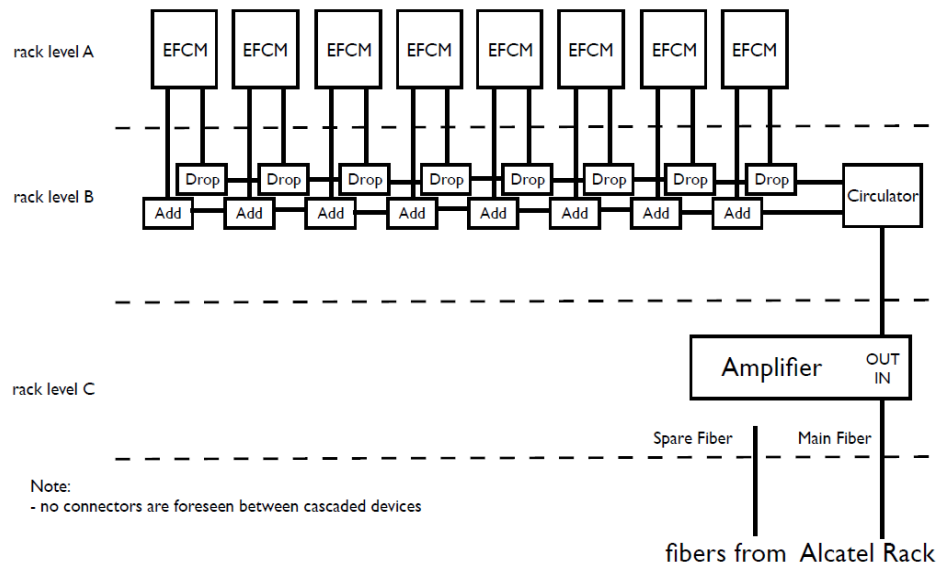 rack level A
EFCM EFCM EFCM EFCM EFCM EFCM EFCM EFCM
Drop Drop Drop Drop Drop Drop Drop Drop
rack level B
Circulator
Add Add Add Add Add Add Add Add
Amplifier
OUT
IN
rack level C
Spare Fiber
Main Fiber
Note:
- no connectors are foreseen between cascaded devices
fibers from Alcatel Rack